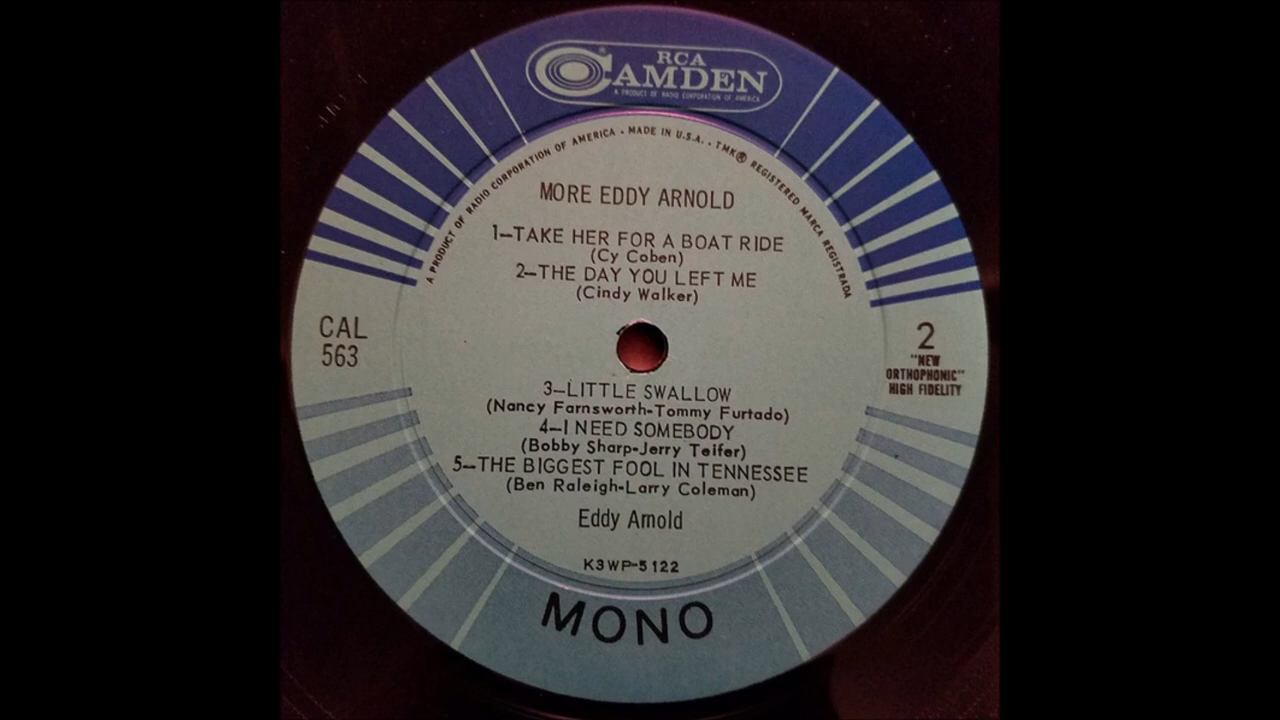 RCA
CAMDEN
®
A PRODUCT OF RADIO CORPORATION OF AMERICA
A PRODUCT OF RADIO CORPORATION OF AMERICA • MADE IN U.S.A. • TMK® REGISTERED MARCA REGISTRADA
MORE EDDY ARNOLD
1—TAKE HER FOR A BOAT RIDE
(Cy Coben)
2—THE DAY YOU LEFT ME
(Cindy Walker)
CAL
563
2
"NEW
ORTHOPHONIC"
HIGH FIDELITY
3—LITTLE SWALLOW
(Nancy Farnsworth-Tommy Furtado)
4—I NEED SOMEBODY
(Bobby Sharp-Jerry Teifer)
5—THE BIGGEST FOOL IN TENNESSEE
(Ben Raleigh-Larry Coleman)
Eddy Arnold
K3WP-5122
MONO